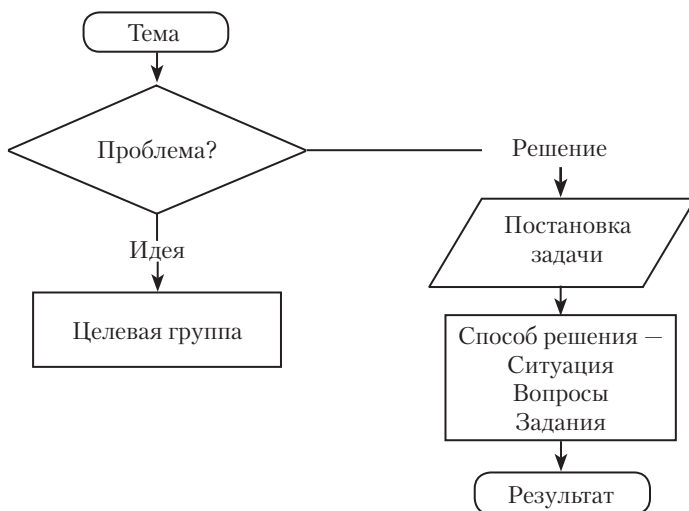 Тема
Проблема?
Решение
Идея
Постановка
задачи
Целевая группа
Способ решения —
Ситуация
Вопросы
Задания
Результат